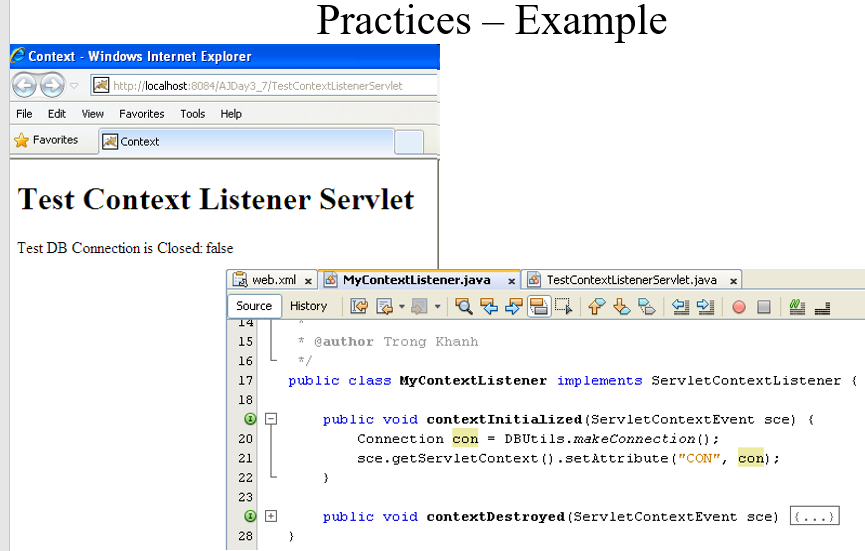 Practices – Example
Context - Windows Internet Explorer
http://localhost:8084/AJDay3_7/TestContextListenerServlet
File Edit View Favorites Tools Help
Favorites Context
Test Context Listener Servlet
Test DB Connection is Closed: false
web.xml x MyContextListener.java x TestContextListenerServlet.java x
Source History
14 *
15 * @author Trong Khanh
16 */
17 public class MyContextListener implements ServletContextListener {
18
public void contextInitialized(ServletContextEvent sce) {
20 Connection con = DBUtils.makeConnection();
21 sce.getServletContext().setAttribute("CON", con);
22 }
23
public void contextDestroyed(ServletContextEvent sce) {...}
28 }